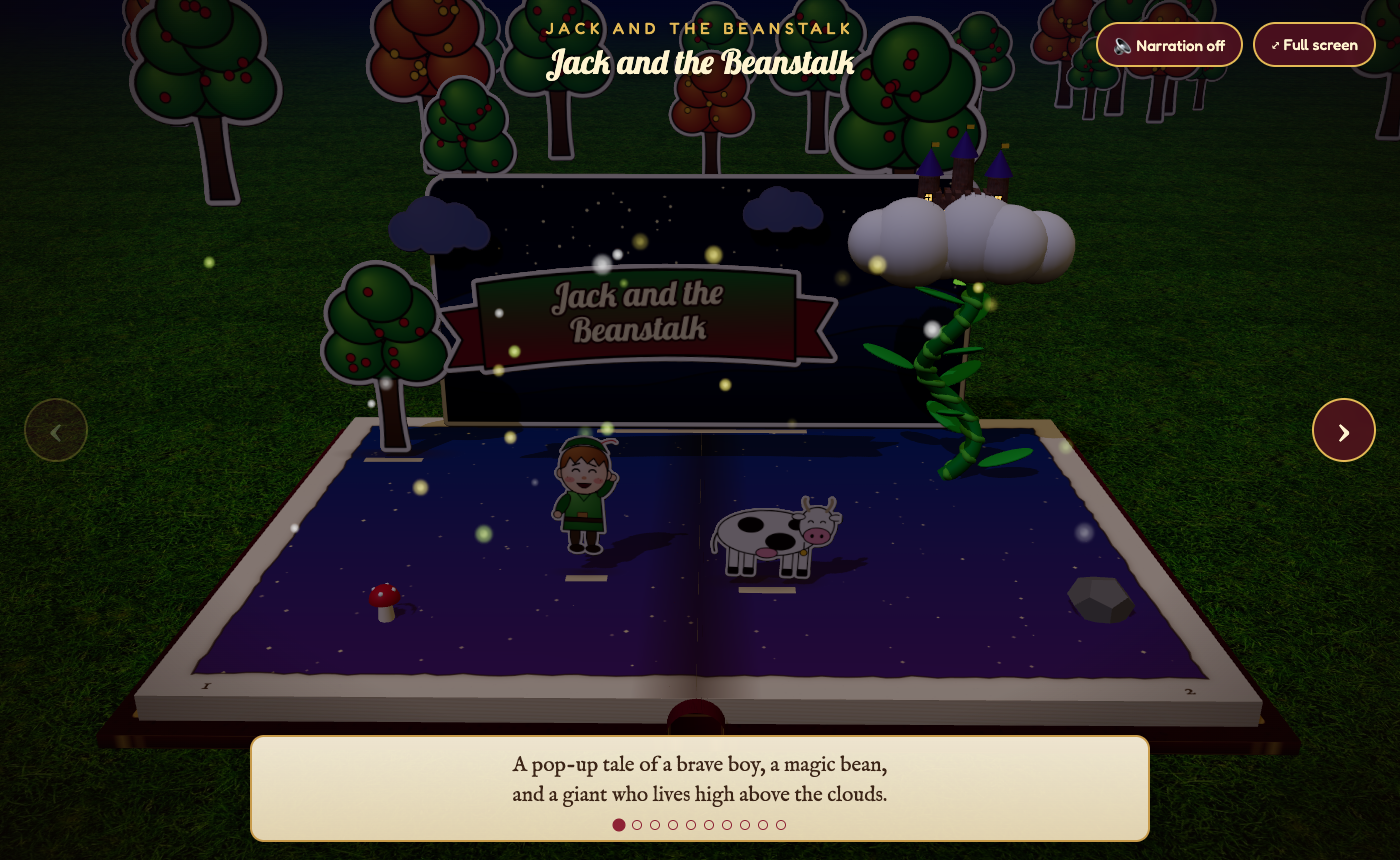 JACK AND THE BEANSTALK
Jack and the Beanstalk
Narration off
Full screen
Jack and the
Beanstalk
1
2
A pop-up tale of a brave boy, a magic bean,
and a giant who lives high above the clouds.